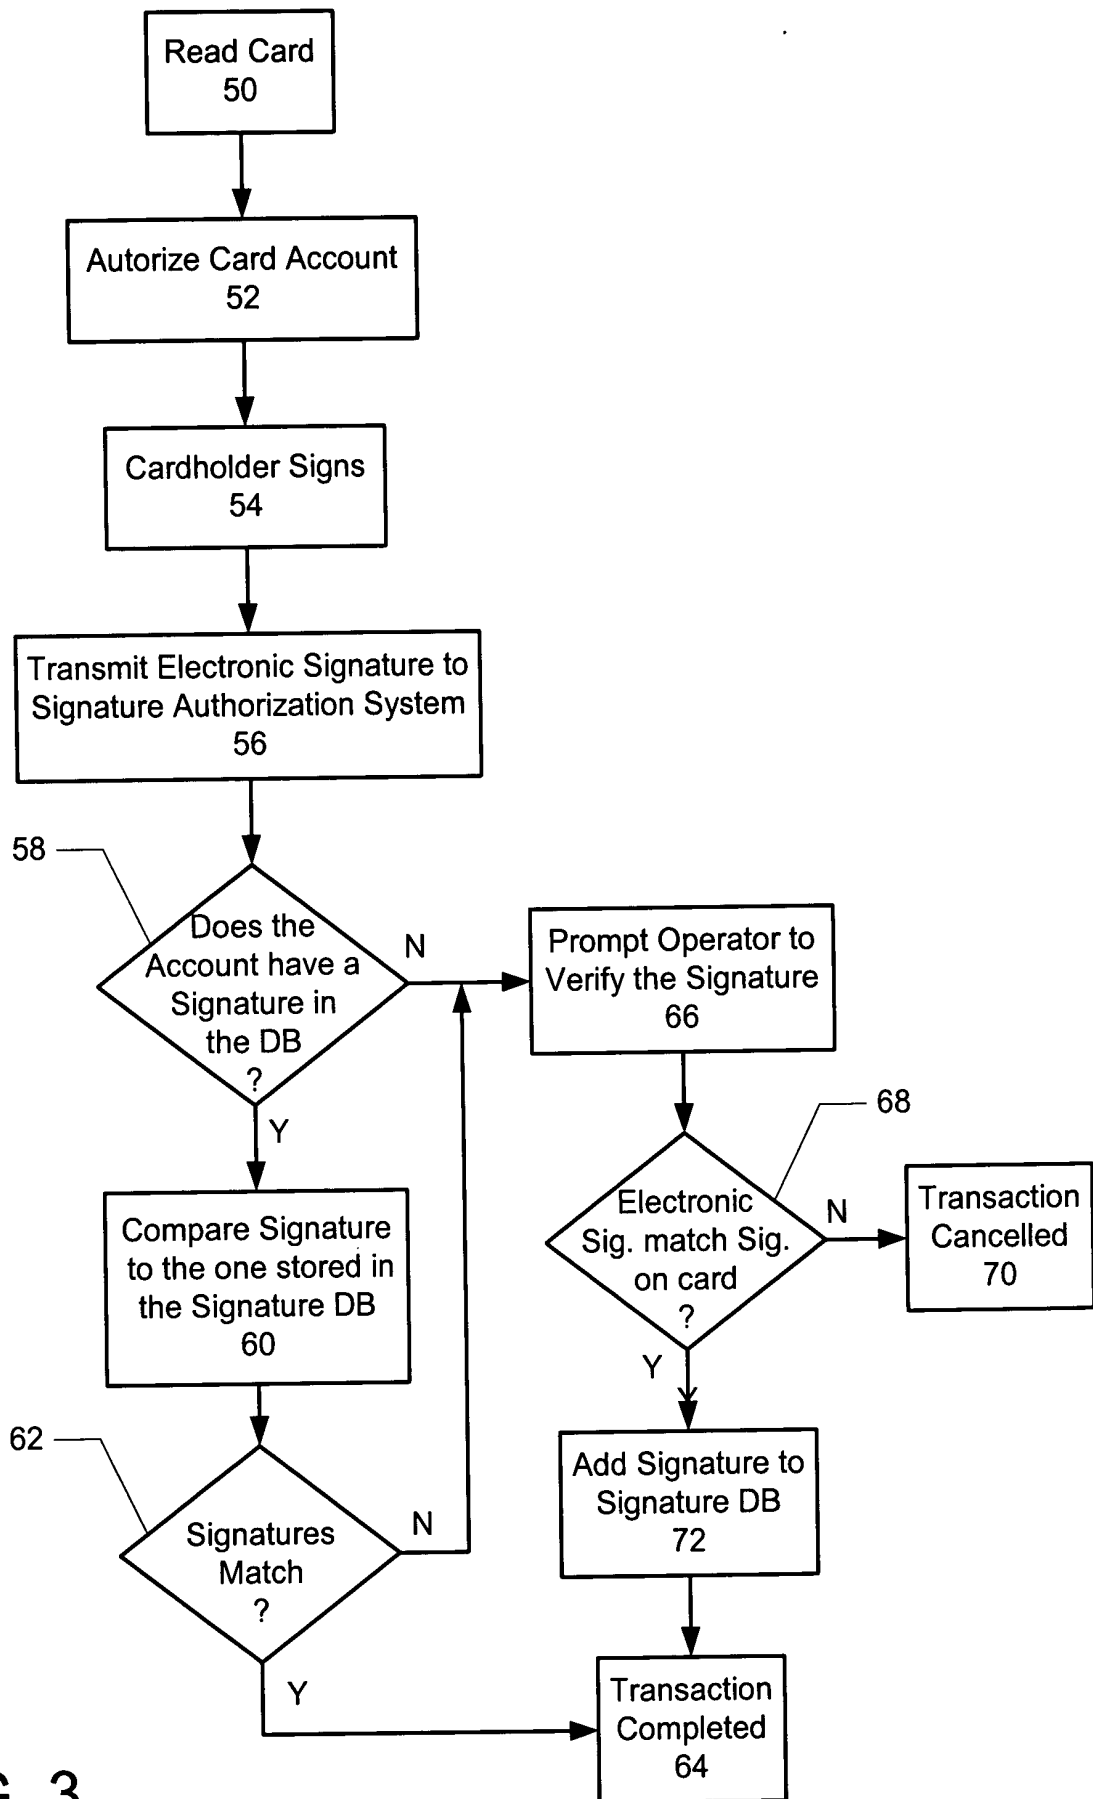 Read Card
50
Autorize Card Account
52
Cardholder Signs
54
Transmit Electronic Signature to
Signature Authorization System
56
58
Does the
Account have a
Signature in
the DB
?
N
Y
Prompt Operator to
Verify the Signature
66
68
Electronic
Sig. match Sig.
on card
?
N
Y
Transaction
Cancelled
70
Compare Signature
to the one stored in
the Signature DB
60
62
Signatures
Match
?
N
Y
Add Signature to
Signature DB
72
Transaction
Completed
64
3